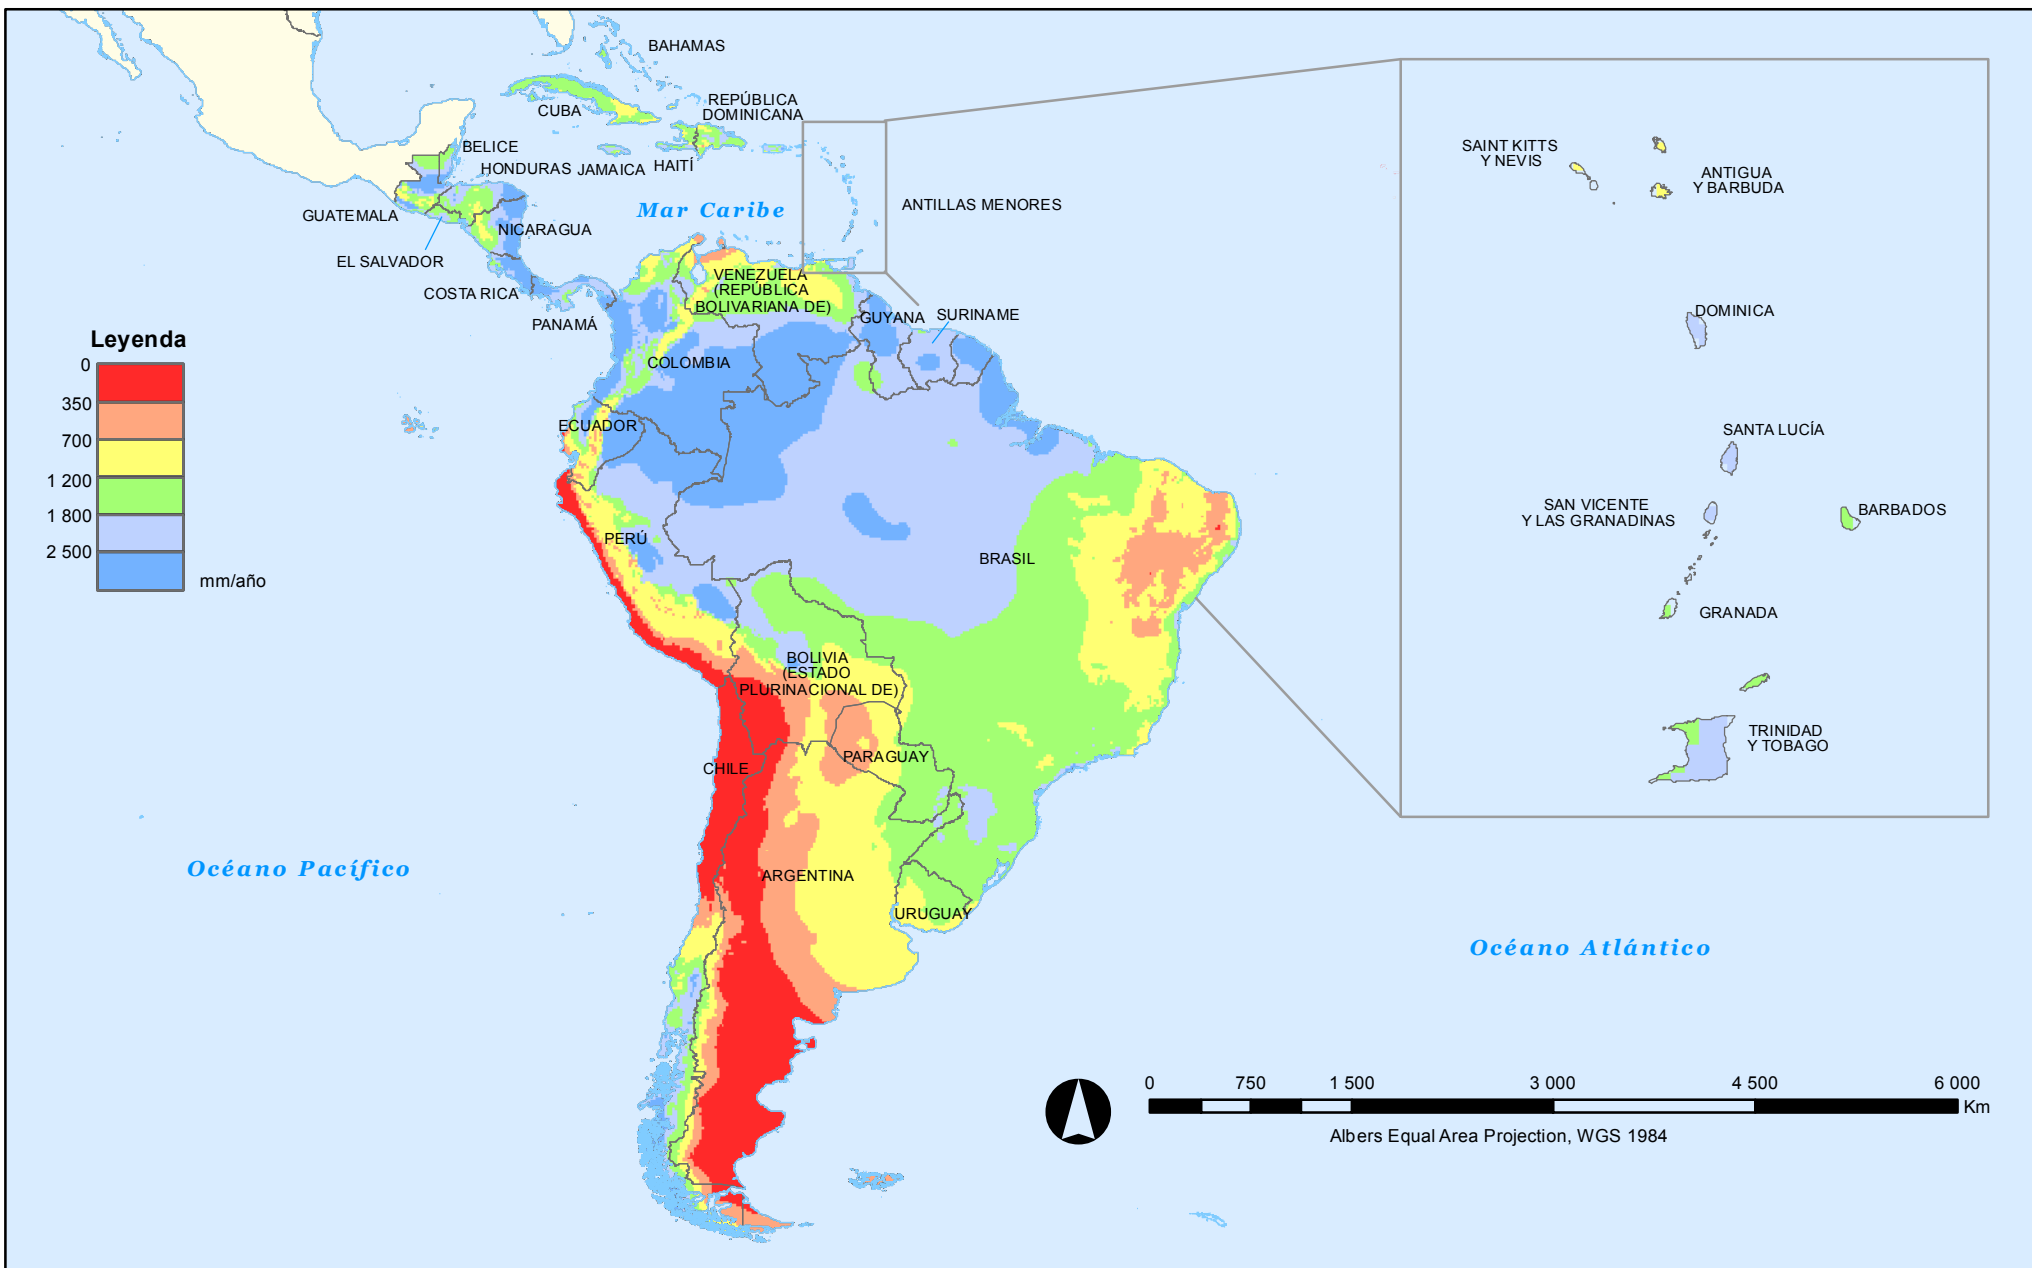 BAHAMAS
CUBA
REPÚBLICA
DOMINICANA
BELICE
HONDURAS
JAMAICA
HAITÍ
GUATEMALA
Mar Caribe
ANTILLAS MENORES
NICARAGUA
EL SALVADOR
COSTA RICA
PANAMÁ
VENEZUELA
(REPÚBLICA
BOLIVARIANA DE)
GUYANA
SURINAME
COLOMBIA
ECUADOR
PERÚ
BRASIL
BOLIVIA
(ESTADO
PLURINACIONAL DE)
PARAGUAY
CHILE
ARGENTINA
URUGUAY
Océano Pacífico
Océano Atlántico
Leyenda
0
350
700
1 200
1 800
2 500
mm/año
SAINT KITTS
Y NEVIS
ANTIGUA
Y BARBUDA
DOMINICA
SANTA LUCÍA
SAN VICENTE
Y LAS GRANADINAS
BARBADOS
GRANADA
TRINIDAD
Y TOBAGO
0 750 1 500 3 000 4 500 6 000
Km
Albers Equal Area Projection, WGS 1984